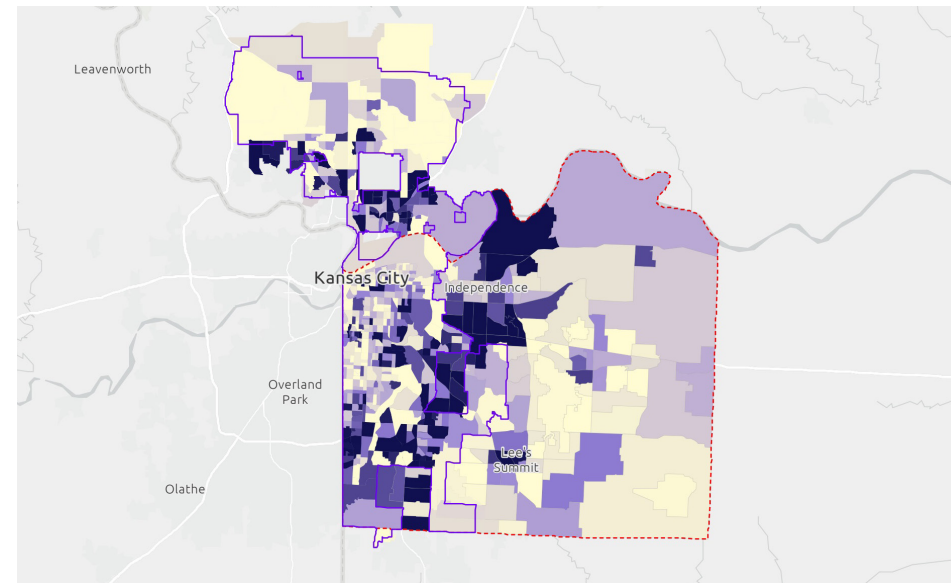 Leavenworth
Kansas City
Independence
Overland
Park
Lee's
Summit
Olathe